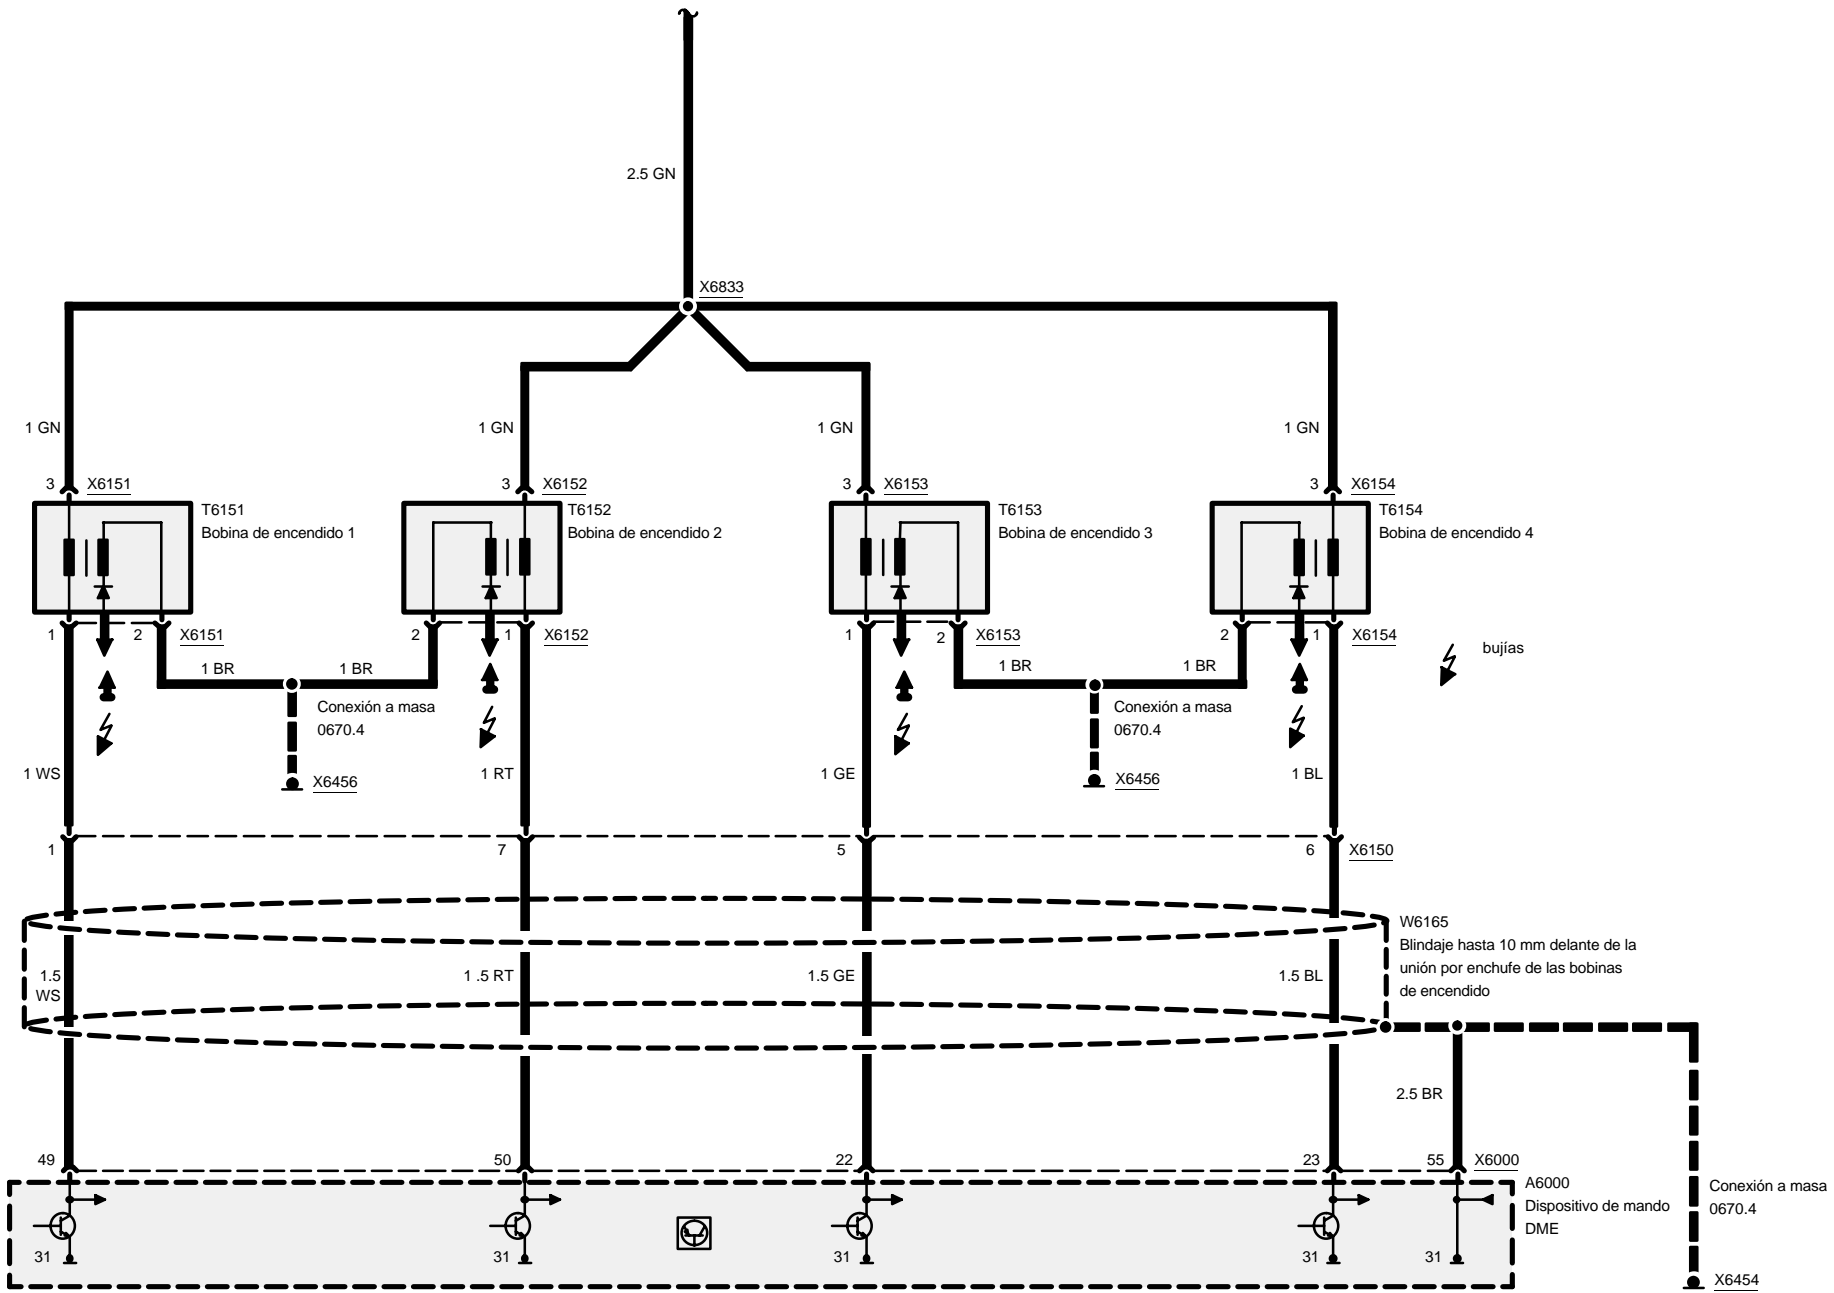 2.5 GN
X6833
1 GN
1 GN
1 GN
1 GN
3 X6151
3 X6152
3 X6153
3 X6154
T6151
Bobina de encendido 1
T6152
Bobina de encendido 2
T6153
Bobina de encendido 3
T6154
Bobina de encendido 4
1 2 X6151
2 1 X6152
1 2 X6153
2 1 X6154
bujías
1 BR
1 BR
1 BR
1 BR
Conexión a masa
0670.4
Conexión a masa
0670.4
1 WS
X6456
1 RT
1 GE
X6456
1 BL
1
7
5
6
X6150
W6165
Blindaje hasta 10 mm delante de la
unión por enchufe de las bobinas
de encendido
1.5
WS
1 .5 RT
1.5 GE
1.5 BL
2.5 BR
49
50
22
23
55
X6000
A6000
Dispositivo de mando
DME
Conexión a masa
0670.4
31
31
31
31
31
X6454